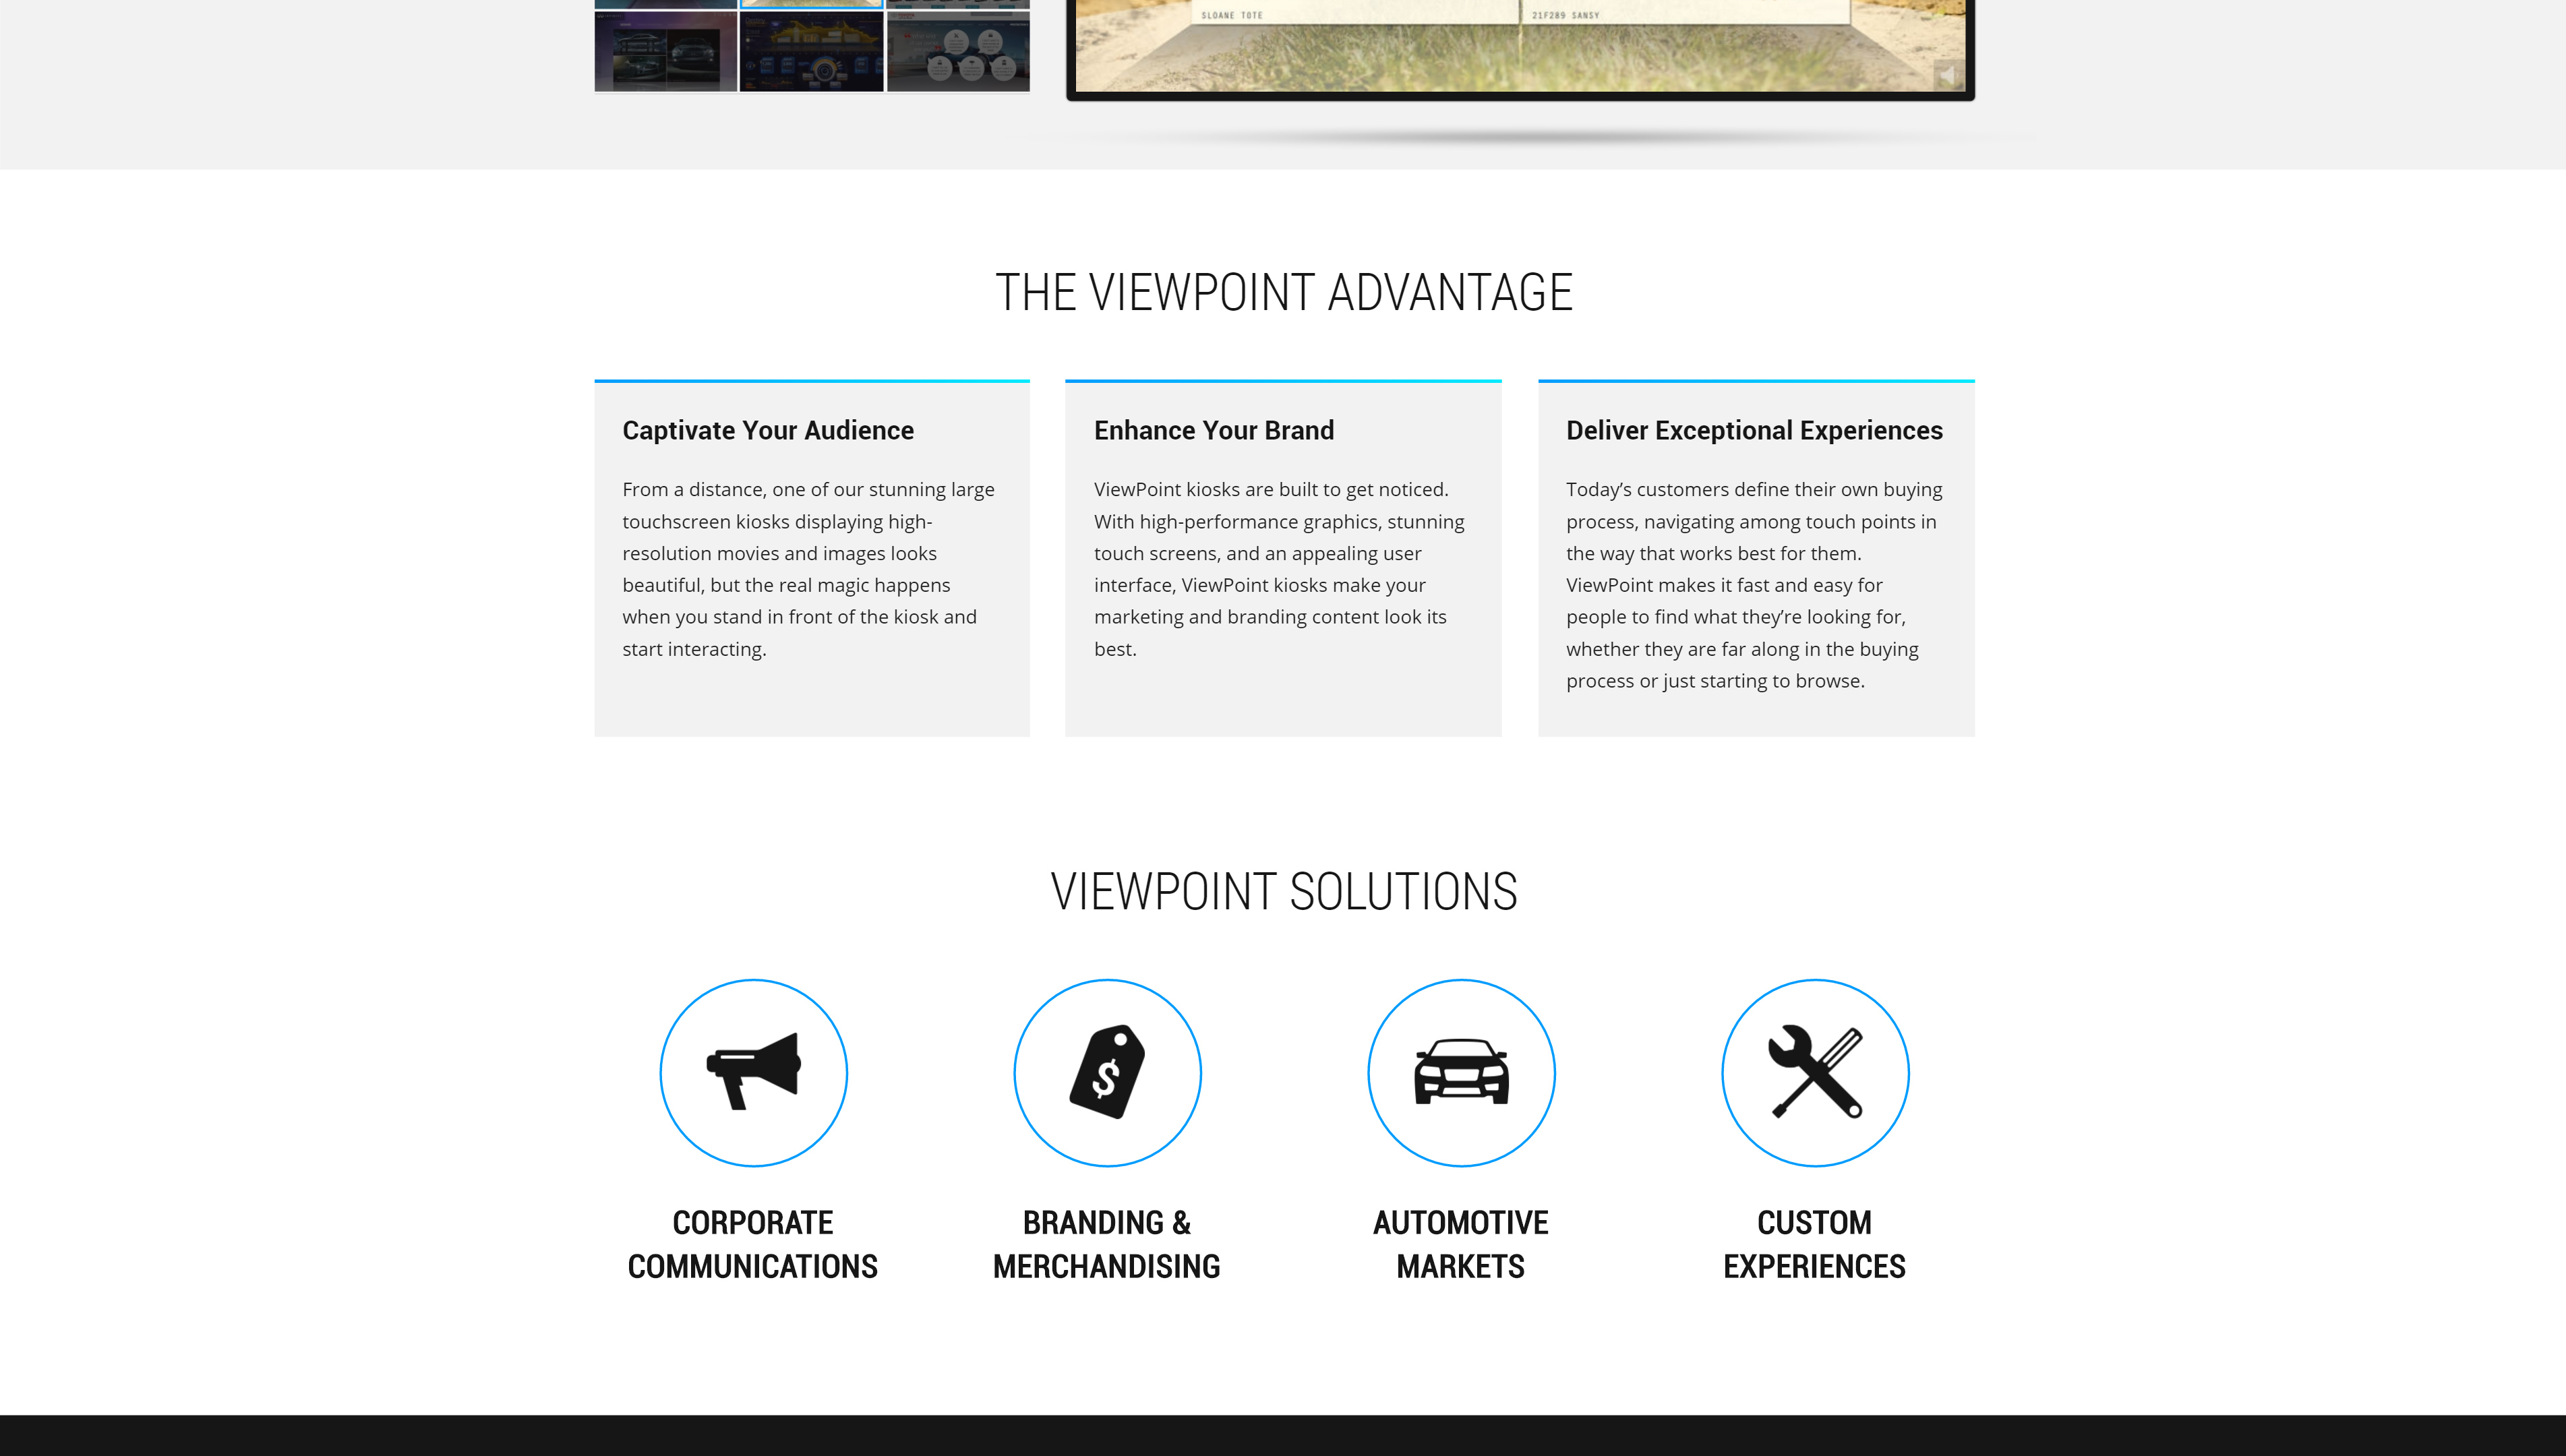 SLOANE TOTE
21F289 SANSY
THE VIEWPOINT ADVANTAGE
Captivate Your Audience
From a distance, one of our stunning large
touchscreen kiosks displaying high-
resolution movies and images looks
beautiful, but the real magic happens
when you stand in front of the kiosk and
start interacting.
Enhance Your Brand
ViewPoint kiosks are built to get noticed.
With high-performance graphics, stunning
touch screens, and an appealing user
interface, ViewPoint kiosks make your
marketing and branding content look its
best.
Deliver Exceptional Experiences
Today’s customers define their own buying
process, navigating among touch points in
the way that works best for them.
ViewPoint makes it fast and easy for
people to find what they’re looking for,
whether they are far along in the buying
process or just starting to browse.
VIEWPOINT SOLUTIONS
$
CORPORATE
COMMUNICATIONS
BRANDING &
MERCHANDISING
AUTOMOTIVE
MARKETS
CUSTOM
EXPERIENCES